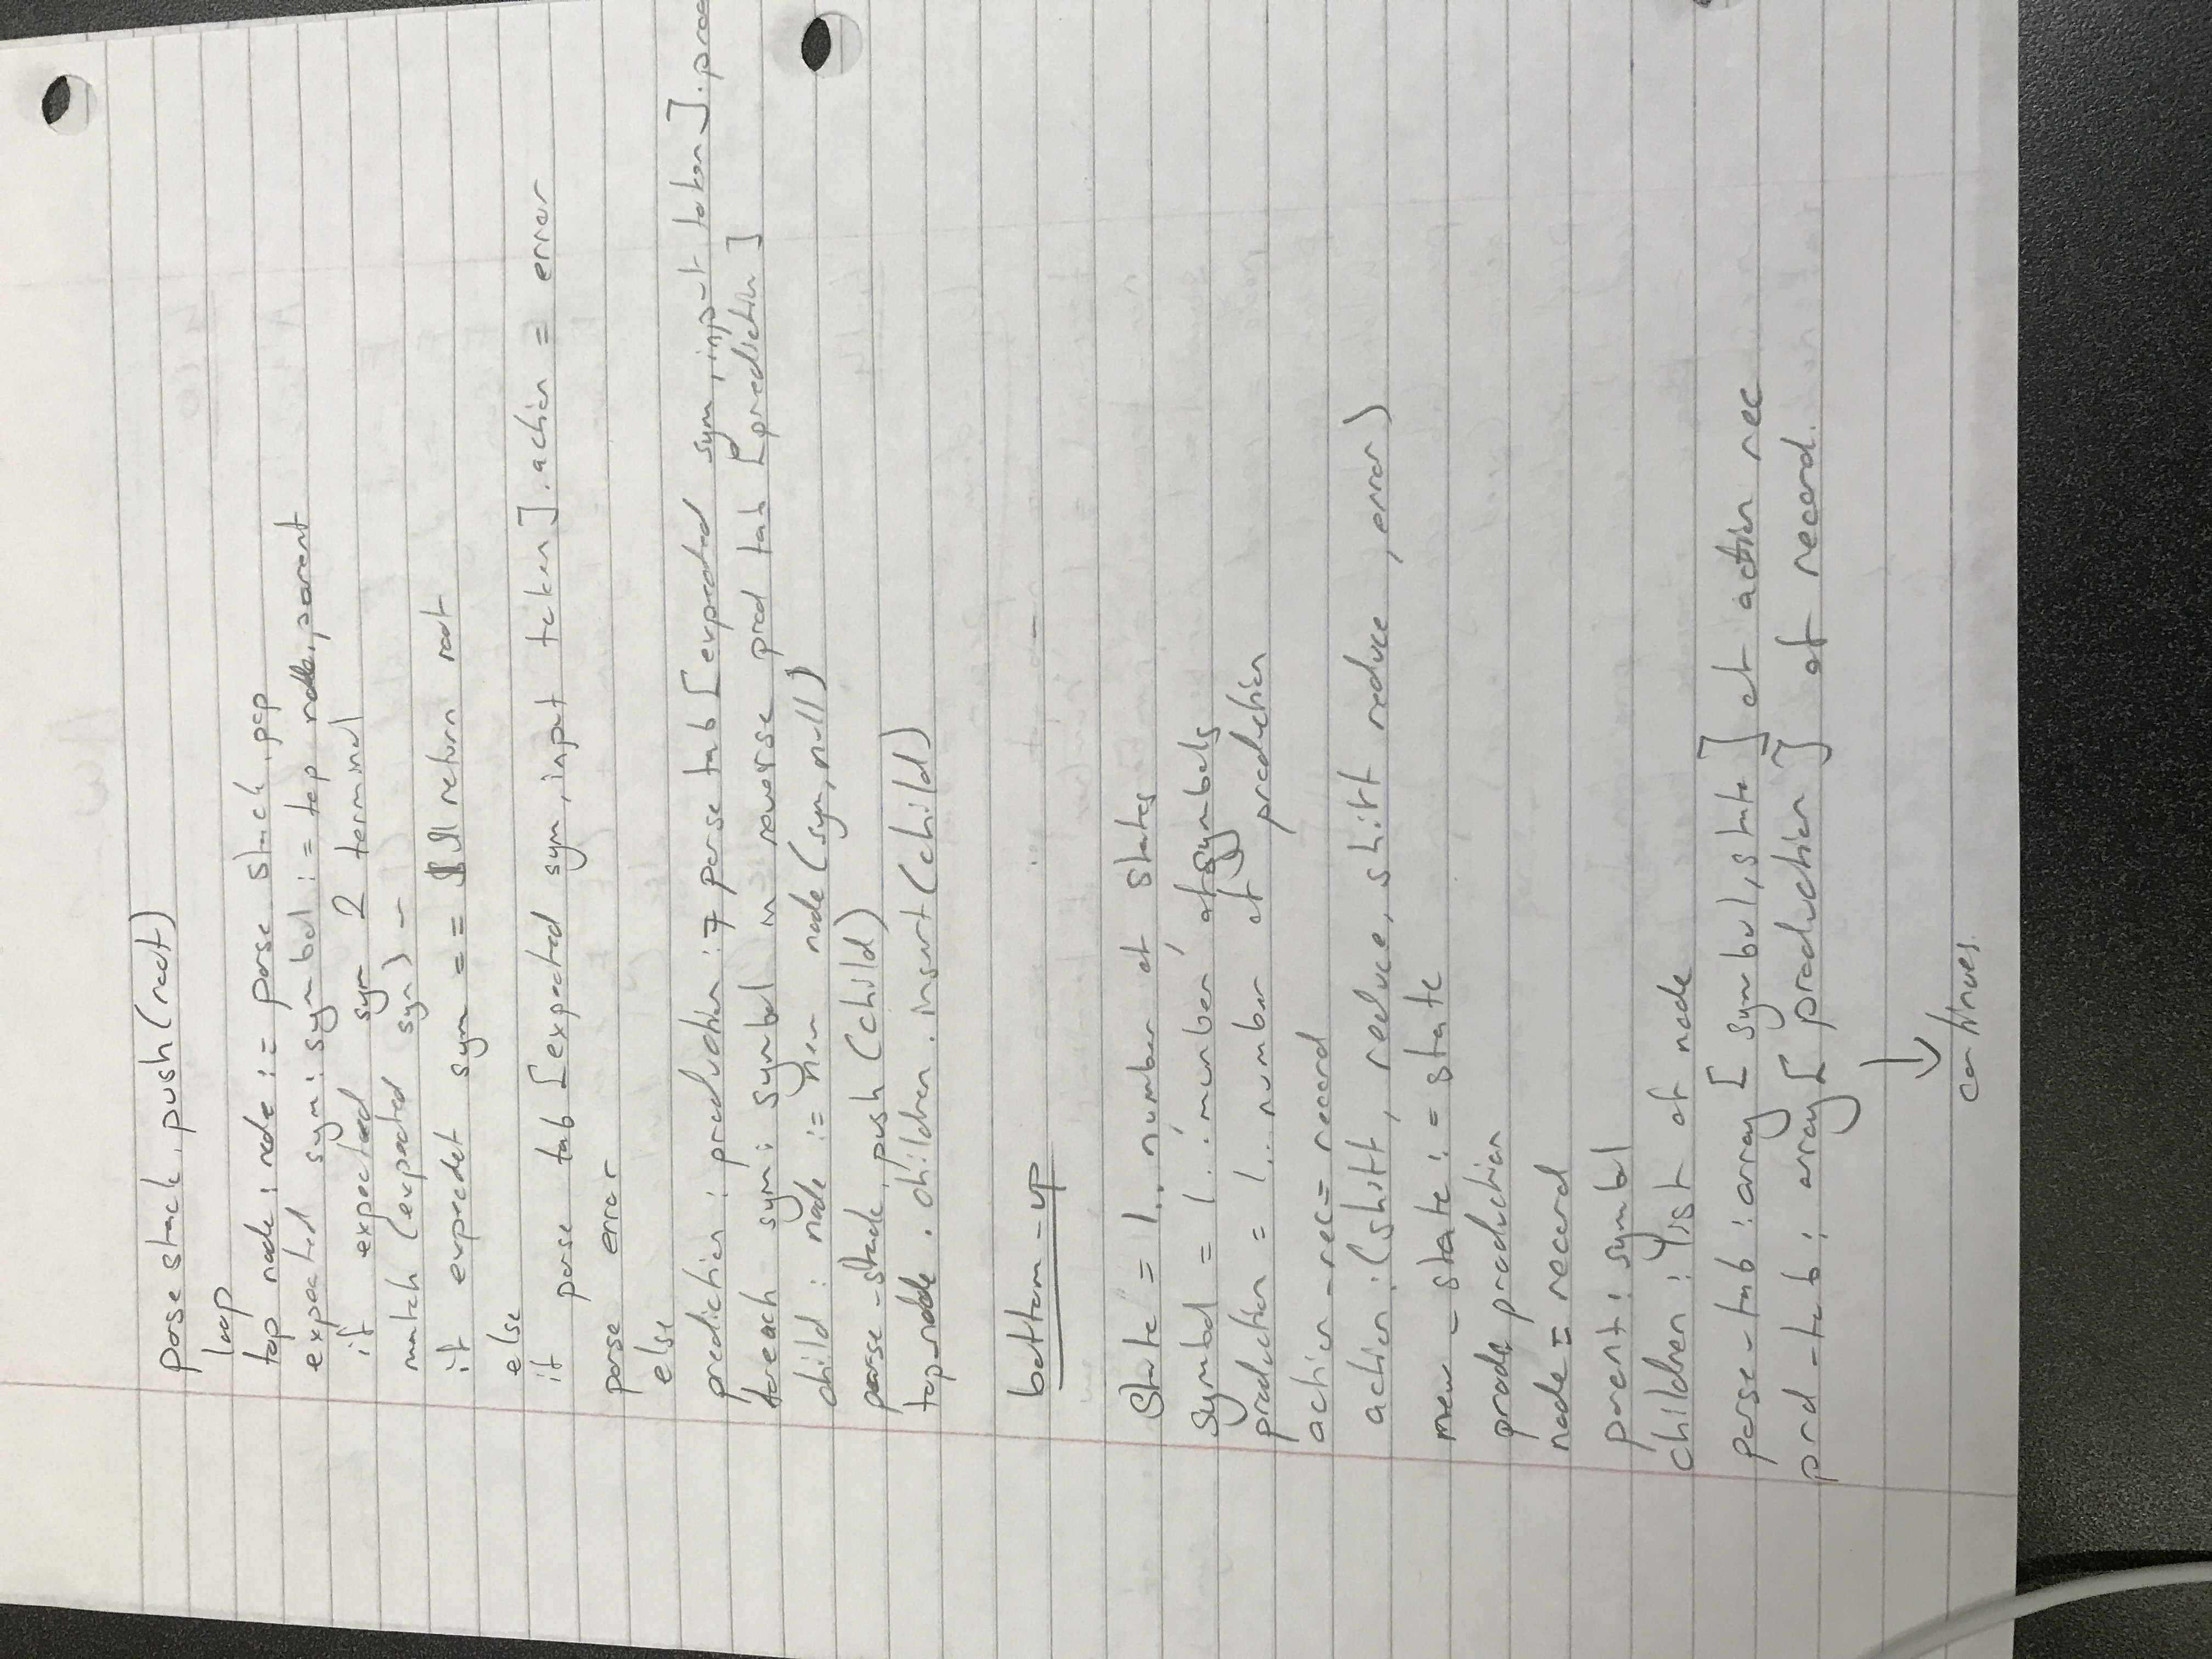 parse stack. push (root)
loop
top node : node := parse stack. pop
expected sym : symbol := top node. parent
if expected sym 2 terminal
match (expected sym) -
if expecdet sym == return root
else
if parse tab [expected sym, input token]. action = error
parse error
else
prediction : production := parse tab [expected sym, input token]. prod
foreach sym : symbol in reverse prod tab [prediction]
child : node := new node (sym, null)
parse_stack. push (child)
top_node . children . insert (child)
bottom-up
State = 1.. number of states
symbol = 1.. number of symbols
production = 1.. number of production
action_rec= record
action : (shift, reduce, shift reduce , error)
new_state := state
prod: production
node = record
parent : symbol
children : list of node
parse_tab : array [ symbol, state ] of action rec
prd_tab : array [ production ] of record.
continues.